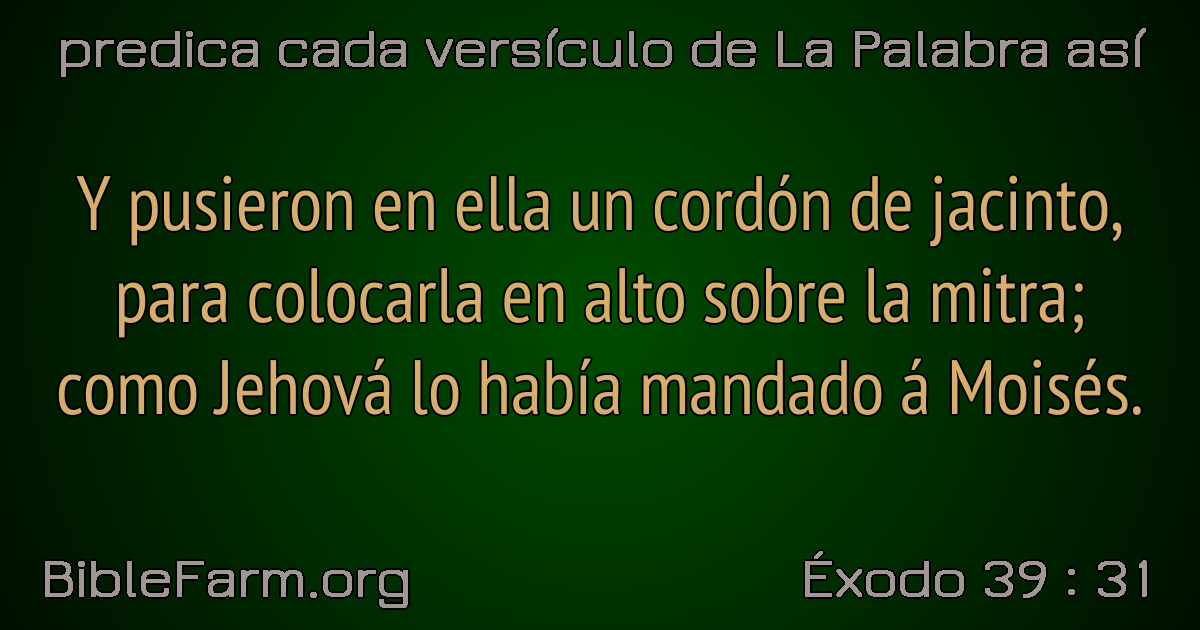 predica cada versículo de La Palabra así
Y pusieron en ella un cordón de jacinto,
para colocarla en alto sobre la mitra;
como Jehová lo había mandado á Moisés.
BibleFarm.org
Éxodo 39 : 31